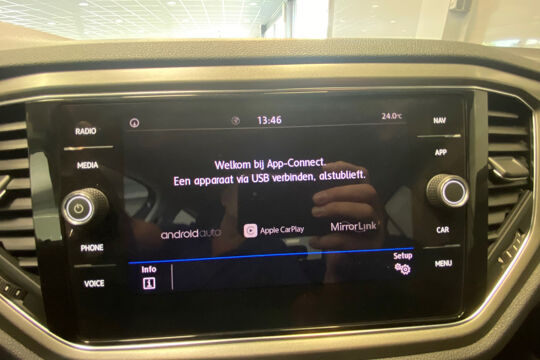 RADIO
MEDIA
PHONE
VOICE
13:46
24.0°c
Welkom bij App-Connect.
Een apparaat via USB verbinden, alstublieft.
androidauto
Apple CarPlay
MirrorLink
Info
Setup
NAV
APP
CAR
MENU